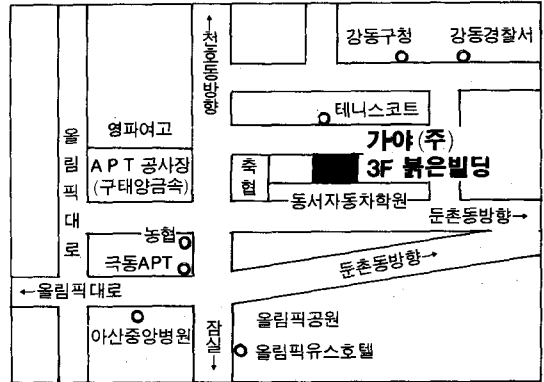 ←천호동방향
강동구청
강동경찰서
테니스코트
영파여고
가야(주)
APT 공사장
(구태양금속)
축협
3F 붉은빌딩
올림픽대로
동서자동차학원
둔촌동방향→
농협
극동APT
둔촌동방향→
←올림픽대로
아산중앙병원
잠실→
올림픽공원
올림픽유스호텔